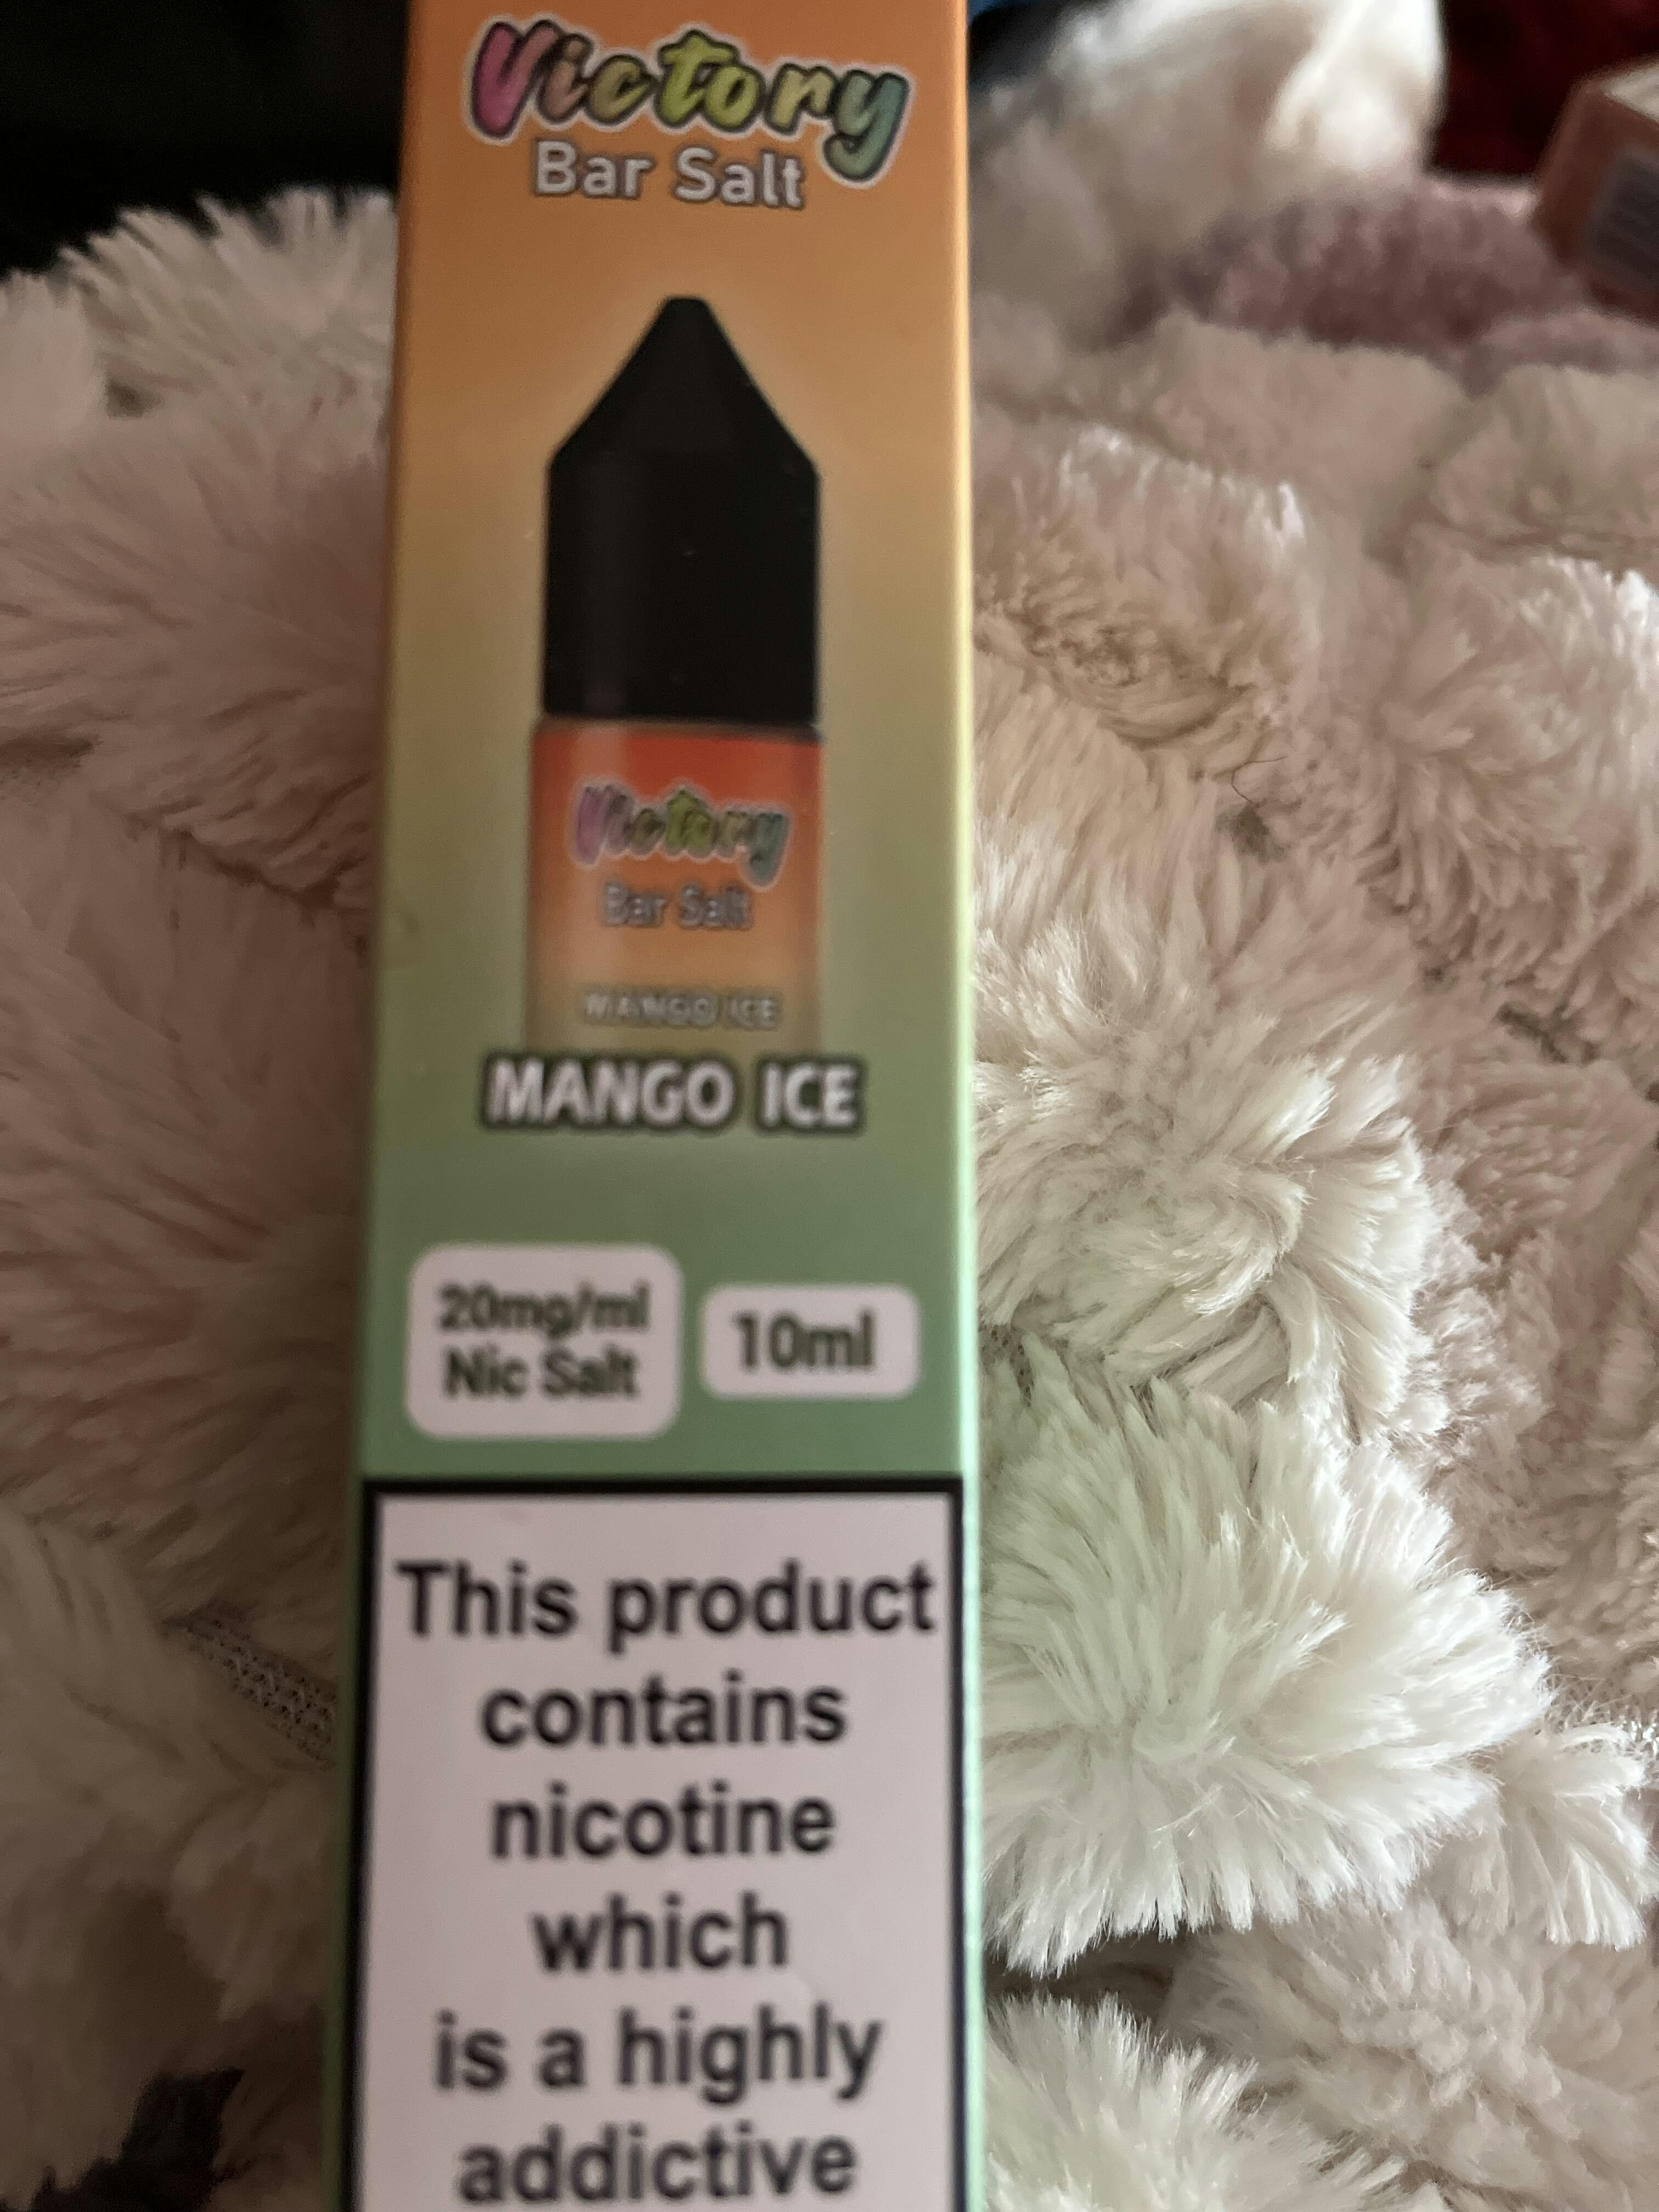 Victory
Bar Salt
Victory
Bar Salt
MANGO ICE
MANGO ICE
20mg/ml
Nic Salt
10ml
This product
contains
nicotine
which
is a highly
addictive